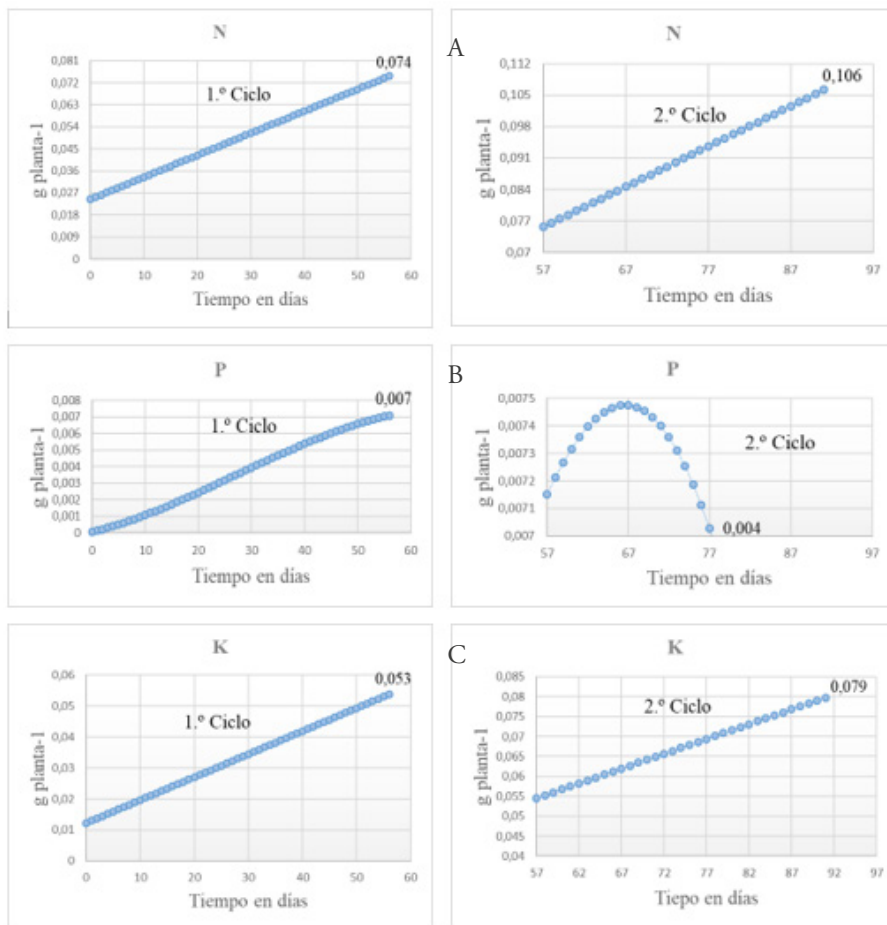 N
0,081
0,072
0,063
0,054
0,045
0,036
0,027
0,018
0,009
0
0,074
1.º Ciclo
0 10 20 30 40 50 60
g planta-1
Tiempo en días
A
N
0,112
0,105
0,098
0,091
0,084
0,077
0,07
0,106
2.º Ciclo
57 67 77 87 97
g planta-1
Tiempo en días
P
0,008
0,007
0,006
0,005
0,004
0,003
0,002
0,001
0
0,007
1.º Ciclo
0 10 20 30 40 50 60
g planta-1
Tiempo en días
B
P
0,0075
0,0074
0,0073
0,0072
0,0071
0,007
2.º Ciclo
0,004
57 67 77 87 97
g planta-1
Tiempo en días
K
0,06
0,05
0,04
0,03
0,02
0,01
0
0,053
1.º Ciclo
0 10 20 30 40 50 60
g planta-1
Tiempo en días
C
K
0,085
0,08
0,075
0,07
0,065
0,06
0,055
0,05
0,045
0,04
0,079
2.º Ciclo
57 62 67 72 77 82 87 92 97
g planta-1
Tiepo en días